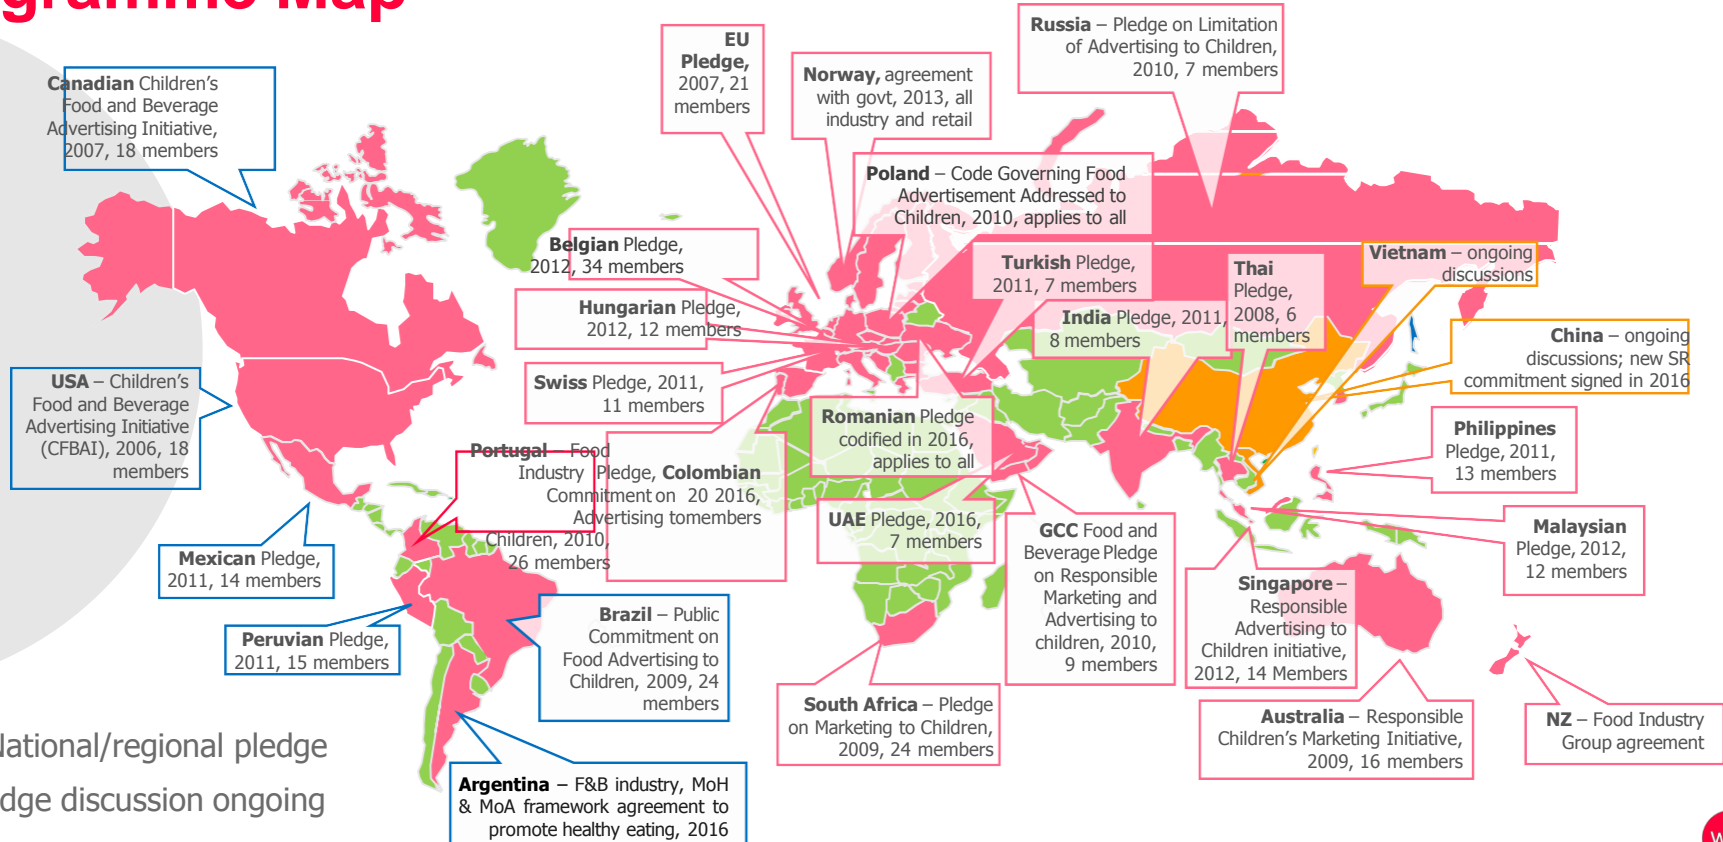 gramme Map
Canadian Children's
Food and Beverage
Advertising Initiative,
2007, 18 members
EU
Pledge,
2007, 21
members
Norway, agreement
with govt, 2013, all
industry and retail
Russia – Pledge on Limitation
of Advertising to Children,
2010, 7 members
Poland – Code Governing Food
Advertisement Addressed to
Children, 2010, applies to all
Belgian Pledge,
2012, 34 members
Hungarian Pledge,
2012, 12 members
Swiss Pledge, 2011,
11 members
Turkish Pledge,
2011, 7 members
India Pledge, 2011,
8 members
Thai
Pledge,
2008, 6
members
Vietnam – ongoing
discussions
China – ongoing
discussions; new SR
commitment signed in 2016
USA – Children's
Food and Beverage
Advertising Initiative
(CFBAI), 2006, 18
members
Portugal – Food
Industry Pledge, Colombian
Commitment on 20 2016,
Advertising tomembers
Children, 2010,
26 members
Romanian Pledge
codified in 2016,
applies to all
UAE Pledge, 2016,
7 members
GCC Food and
Beverage Pledge
on Responsible
Marketing and
Advertising to
children, 2010,
9 members
Philippines
Pledge, 2011,
13 members
Malaysian
Pledge, 2012,
12 members
Singapore –
Responsible
Advertising to
Children initiative,
2012, 14 Members
Mexican Pledge,
2011, 14 members
Peruvian Pledge,
2011, 15 members
Brazil – Public
Commitment on
Food Advertising to
Children, 2009, 24
members
South Africa – Pledge
on Marketing to Children,
2009, 24 members
Australia – Responsible
Children's Marketing Initiative,
2009, 16 members
NZ – Food Industry
Group agreement
Argentina – F&B industry, MoH
& MoA framework agreement to
promote healthy eating, 2016
National/regional pledge
dge discussion ongoing